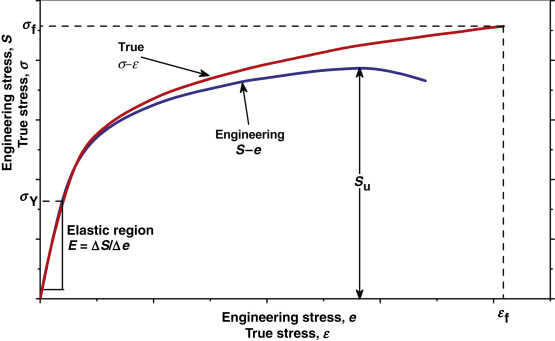 Engineering stress, S
True stress, σ
σf
True
σ–ε
Engineering
S–e
Su
σY
Elastic region
E = ΔS/Δe
Engineering stress, e
True stress, ε
εf